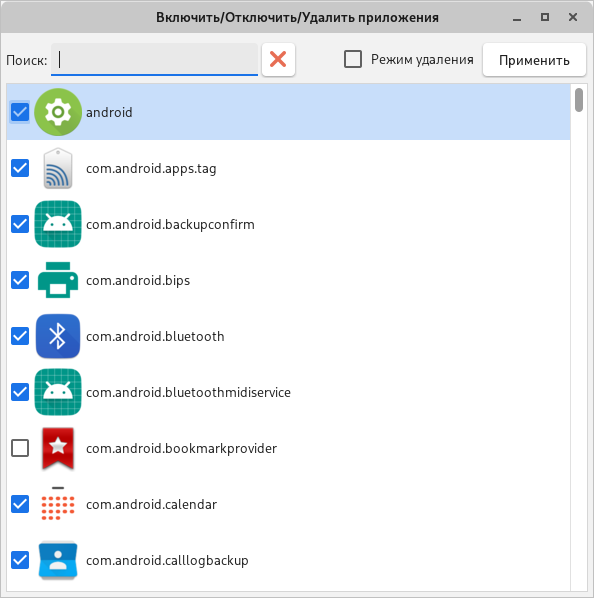 Включить/Отключить/Удалить приложения
Поиск:
Режим удаления
Применить
android
com.android.apps.tag
com.android.backupconfirm
com.android.bips
com.android.bluetooth
com.android.bluetoothmidiservice
com.android.bookmarkprovider
com.android.calendar
com.android.calllogbackup